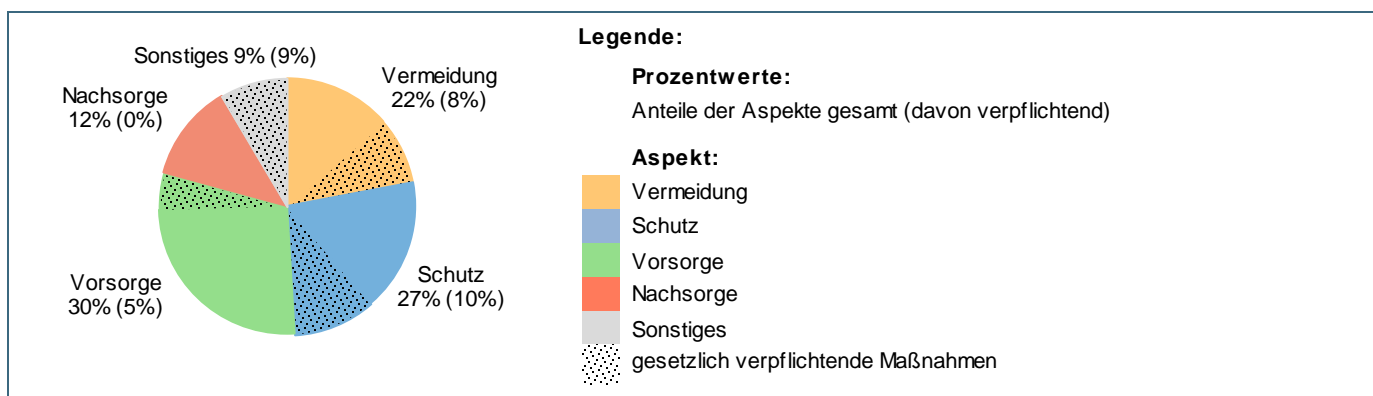 Sonstiges 9% (9%)
Vermeidung
22% (8%)
Nachsorge
12% (0%)
Vorsorge
30% (5%)
Schutz
27% (10%)
Legende:
Prozentwerte:
Anteile der Aspekte gesamt (davon verpflichtend)
Aspekt:
Vermeidung
Schutz
Vorsorge
Nachsorge
Sonstiges
gesetzlich verpflichtende Maßnahmen